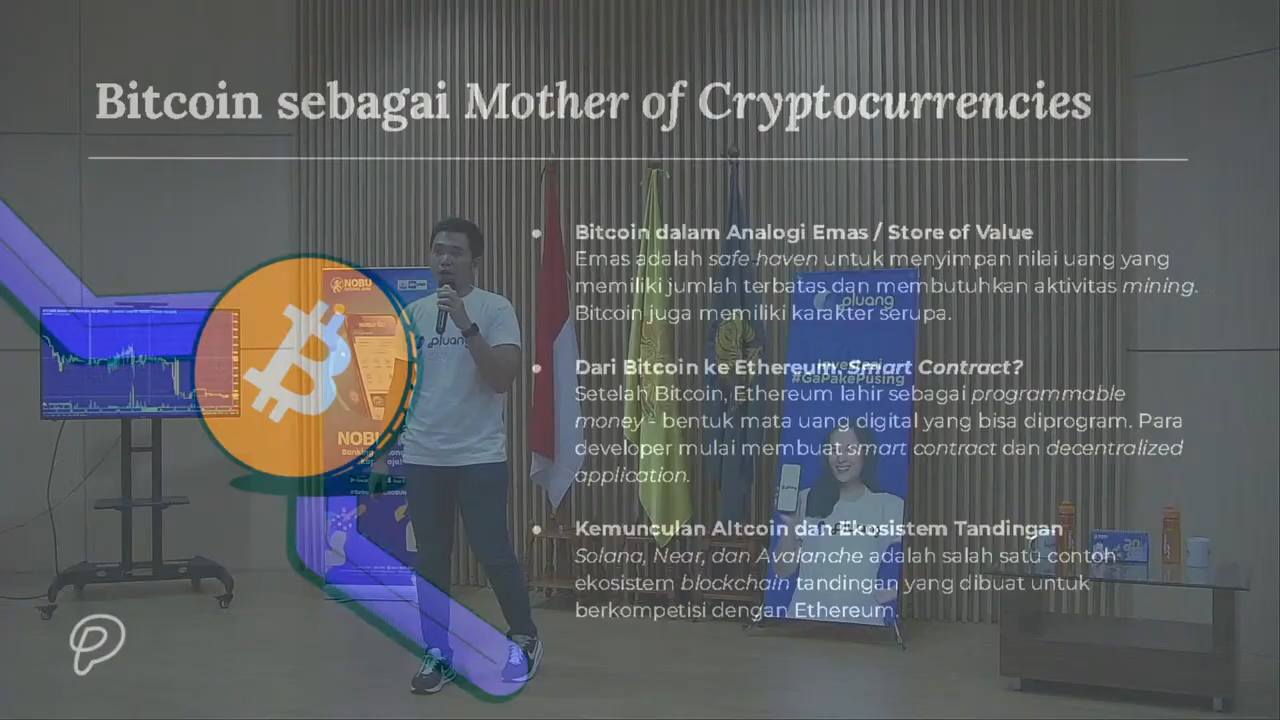 Bitcoin sebagai Mother of Cryptocurrencies
Bitcoin dalam Analogi Emas / Store of Value
Emas adalah safe haven untuk menyimpan nilai uang yang
memiliki jumlah terbatas dan membutuhkan aktivitas mining.
Bitcoin juga memiliki karakter serupa.
Dari Bitcoin ke Ethereum, Smart Contract?
Setelah Bitcoin, Ethereum lahir sebagai programmable
money - bentuk mata uang digital yang bisa diprogram. Para
developer mulai membuat smart contract dan decentralized
application.
Kemunculan Altcoin dan Ekosistem Tandingan
Solana, Near, dan Avalanche adalah salah satu contoh
ekosistem blockchain tandingan yang dibuat untuk
berkompetisi dengan Ethereum.
NOBU
pluang
pluang
Investasi
#GaPakePusing